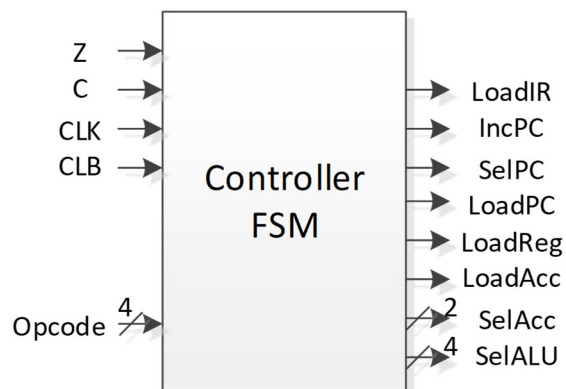 Z
C
CLK
CLB
4
Opcode
Controller
FSM
LoadIR
IncPC
SelPC
LoadPC
LoadReg
LoadAcc
2
SelAcc
4
SelALU